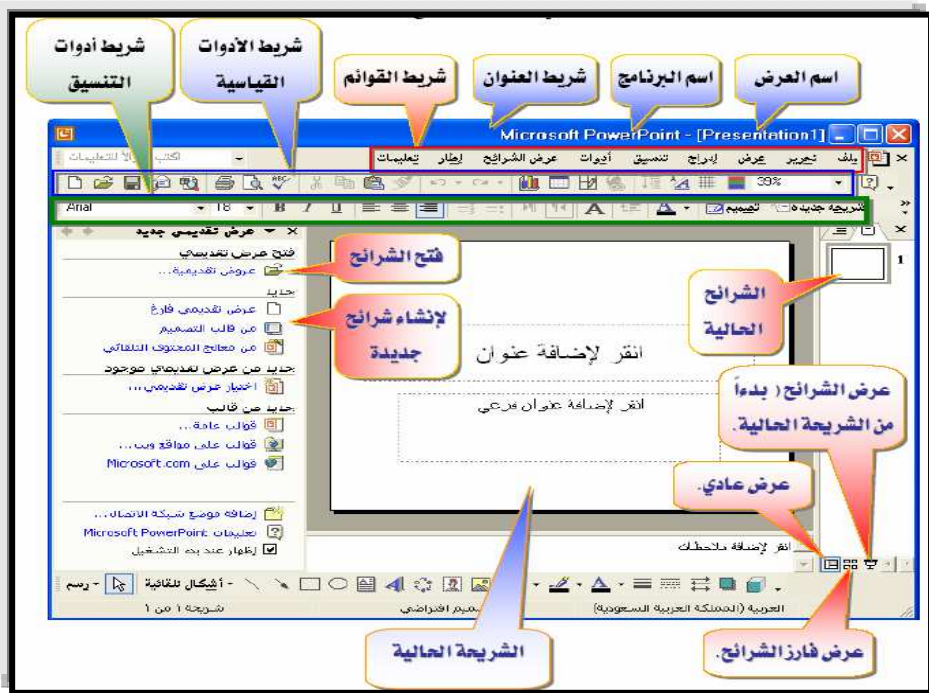 شريط أدوات
التنسيق
شريط الأدوات
القياسية
شريط القوائم
شريط العنوان
اسم البرنامج
اسم العرض
Microsoft PowerPoint - [Presentation1]
ملف تحرير عرض إدراج تنسيق أدوات عرض الشرائح إطار تعليمات
39%
Arial 18 B I U A A تصميم شريحة جديدة
عرض تقديمي جديد
فتح عرض تقديمي
عروض تقديمية...
جديد
عرض تقديمي فارغ
من قالب التصميم
من معالج المحتوى التلقائي
جديد من عرض تقديمي موجود
اختيار عرض تقديمي...
جديد من قالب
قوالب عامة...
قوالب على مواقع ويب...
قوالب على Microsoft.com
إضافة موضع شبكة الاتصال...
تعليمات Microsoft PowerPoint
إظهار عند بدء التشغيل
فتح الشرائح
لإنشاء شرائح
جديدة
انقر لإضافة عنوان
انقر لإضافة عنوان فرعي
1
الشرائح
الحالية
عرض الشرائح ( بدءاً
من الشريحة الحالية.
عرض عادي.
انقر لإضافة ملاحظات
رسم أشكال تلقائية
شريحة ١ من ١
تصميم افتراضي
العربية (المملكة العربية السعودية)
الشريحة الحالية
عرض فارز الشرائح.